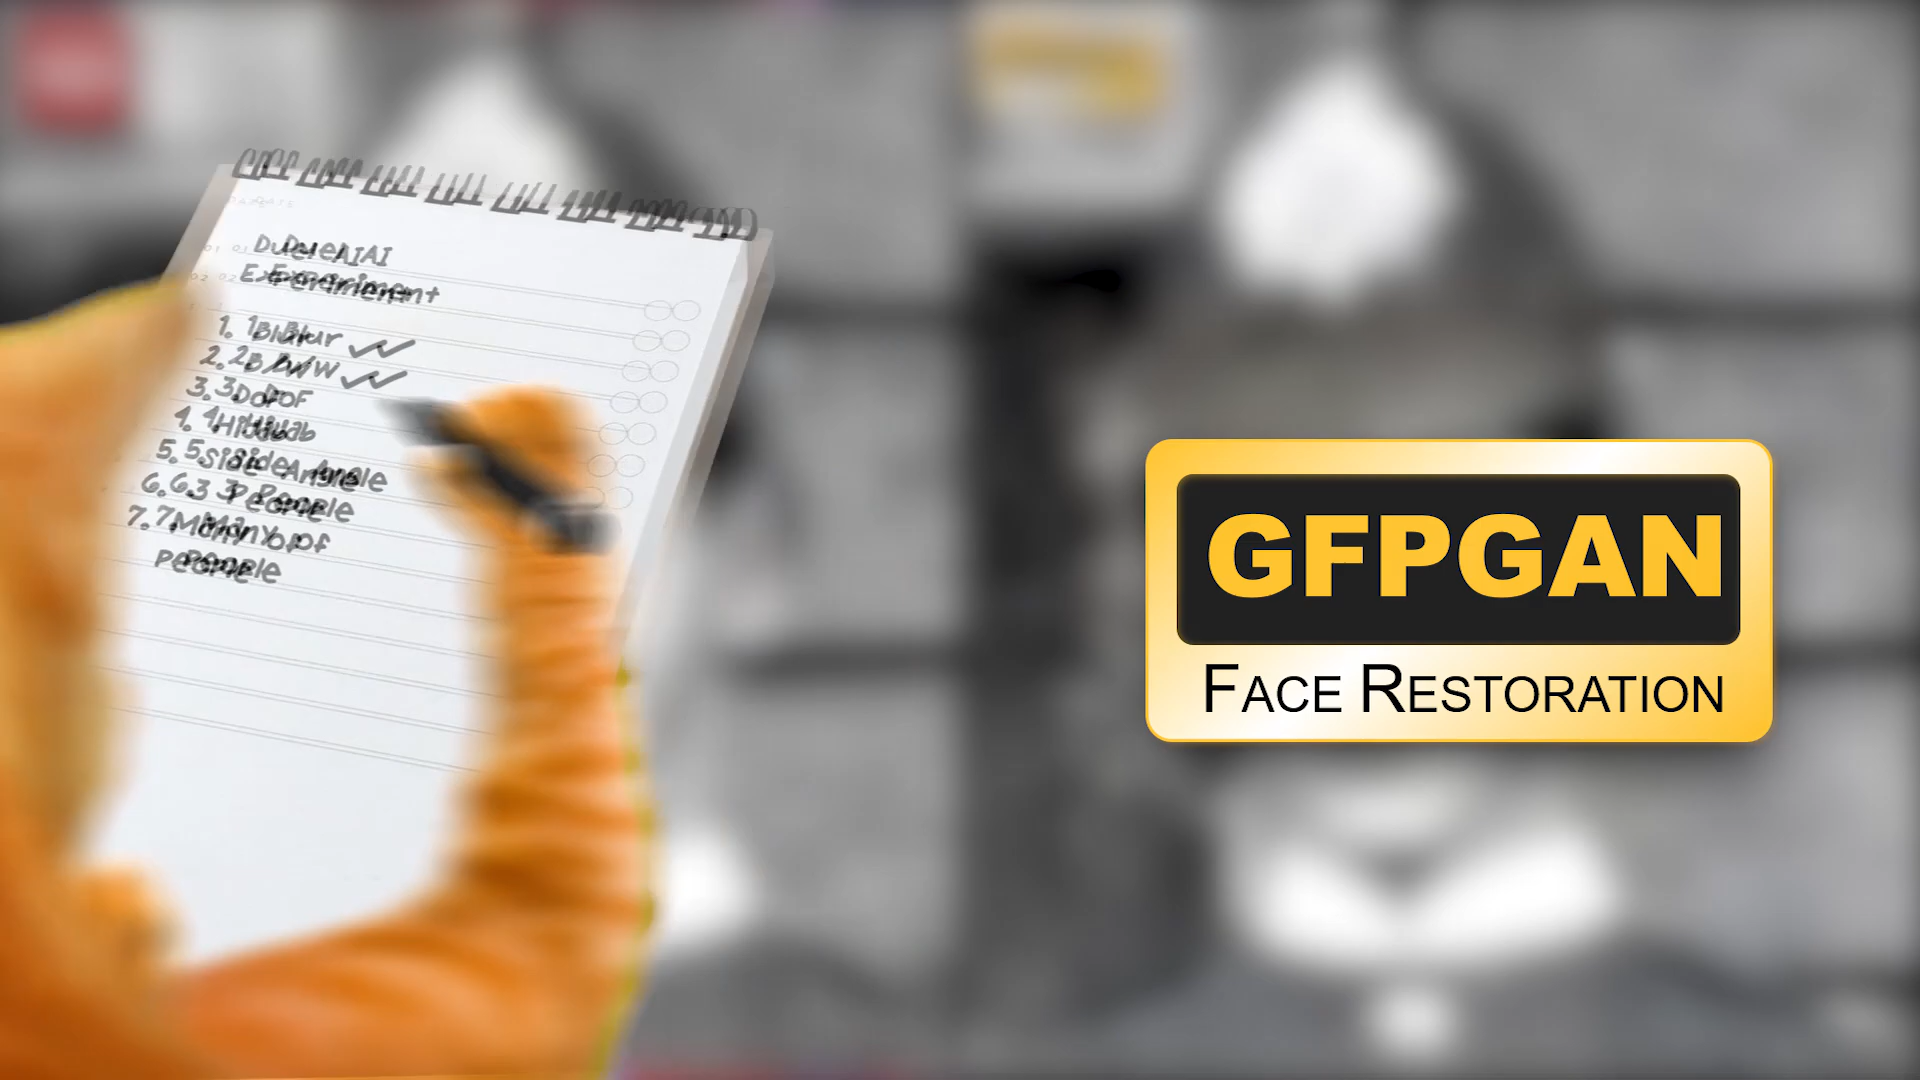 Duel AI
Experiment
1. Blur ✓
2. B/W ✓
3. DOF
4. Hijab
5. Side Angle
6. 3 People
7. Many of
People
GFPGAN
FACE RESTORATION